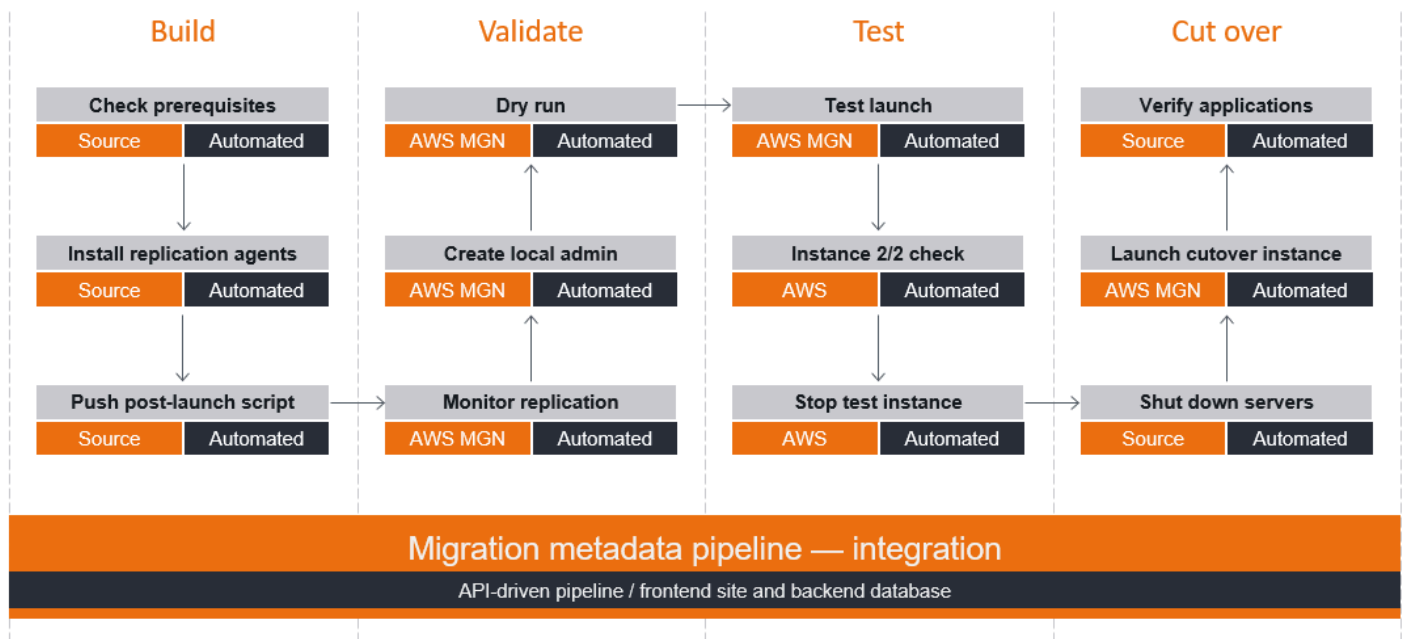 Build
Check prerequisites
Source Automated
Install replication agents
Source Automated
Push post-launch script
Source Automated
Validate
Dry run
AWS MGN Automated
Create local admin
AWS MGN Automated
Monitor replication
AWS MGN Automated
Test
Test launch
AWS MGN Automated
Instance 2/2 check
AWS Automated
Stop test instance
AWS Automated
Cut over
Verify applications
Source Automated
Launch cutover instance
AWS MGN Automated
Shut down servers
Source Automated
Migration metadata pipeline — integration
API-driven pipeline / frontend site and backend database